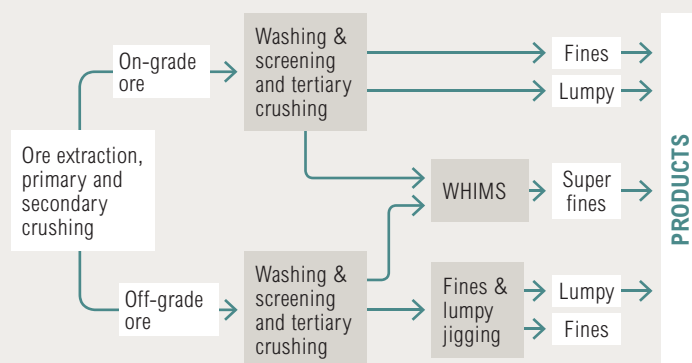 Ore extraction,
primary and
secondary
crushing
On-grade
ore
Washing &
screening
and tertiary
crushing
Fines
Lumpy
WHIMS
Super
fines
Off-grade
ore
Washing &
screening
and tertiary
crushing
Fines &
lumpy
jigging
Lumpy
Fines
PRODUCTS